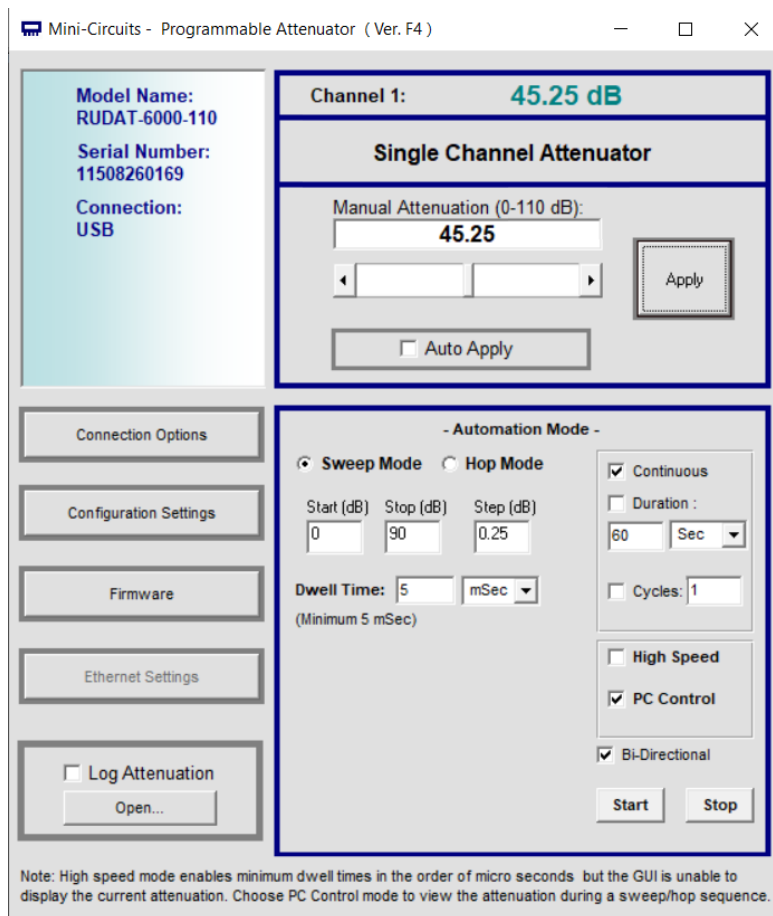 Mini-Circuits - Programmable Attenuator ( Ver. F4 )
Model Name:
RUDAT-6000-110
Serial Number:
11508260169
Connection:
USB
Channel 1: 45.25 dB
Single Channel Attenuator
Manual Attenuation (0-110 dB):
45.25
Apply
Auto Apply
Connection Options
Configuration Settings
Firmware
Ethernet Settings
Log Attenuation
Open...
- Automation Mode -
Sweep Mode Hop Mode
Start (dB) Stop (dB) Step (dB)
0 90 0.25
Dwell Time: 5 mSec
(Minimum 5 mSec)
Continuous
Duration :
60 Sec
Cycles: 1
High Speed
PC Control
Bi-Directional
Start Stop
Note: High speed mode enables minimum dwell times in the order of micro seconds but the GUI is unable to
display the current attenuation. Choose PC Control mode to view the attenuation during a sweep/hop sequence.